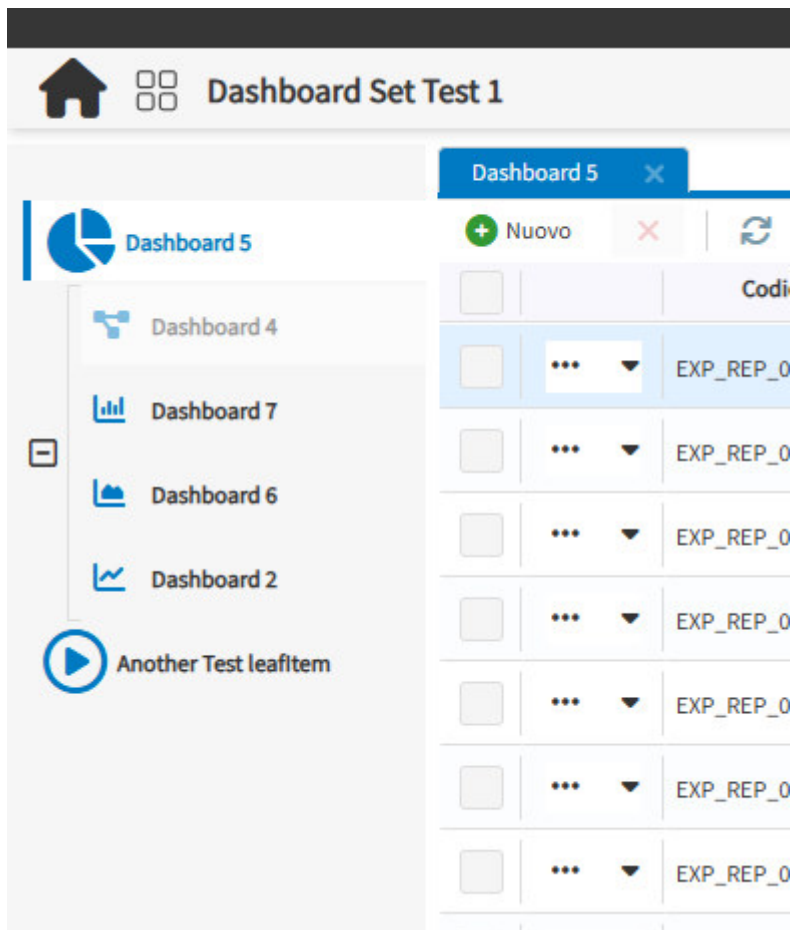 Dashboard Set Test 1
Dashboard 5
Dashboard 4
Dashboard 7
Dashboard 6
Dashboard 2
Another Test leafItem
Dashboard 5
Nuovo
EXP_REP_0
EXP_REP_0
EXP_REP_0
EXP_REP_0
EXP_REP_0
EXP_REP_0
EXP_REP_0